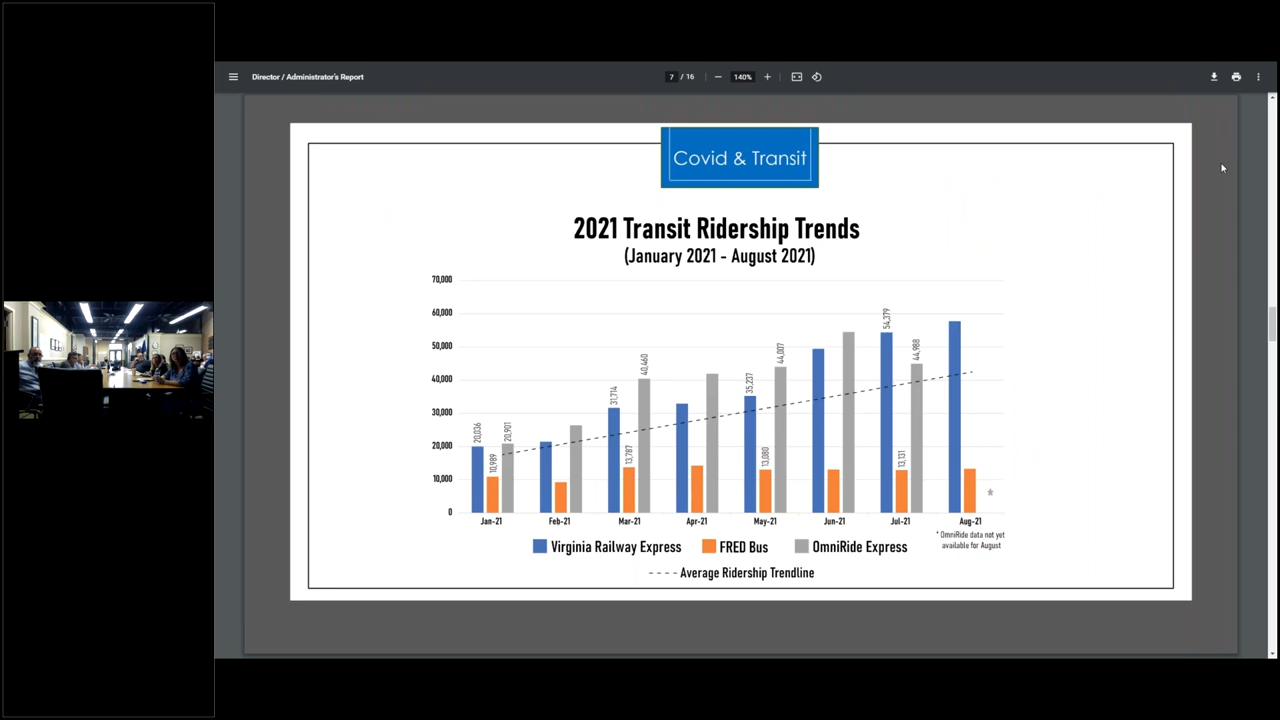 Director / Administrator's Report
7 / 16
140%
Covid & Transit
2021 Transit Ridership Trends
(January 2021 - August 2021)
70,000
60,000
50,000
40,000
30,000
20,000
10,000
0
20,036
10,989
20,901
31,714
13,787
40,460
35,237
13,080
44,007
54,379
13,131
44,988
*
Jan-21
Feb-21
Mar-21
Apr-21
May-21
Jun-21
Jul-21
Aug-21
* OmniRide data not yet
available for August
Virginia Railway Express
FRED Bus
OmniRide Express
Average Ridership Trendline